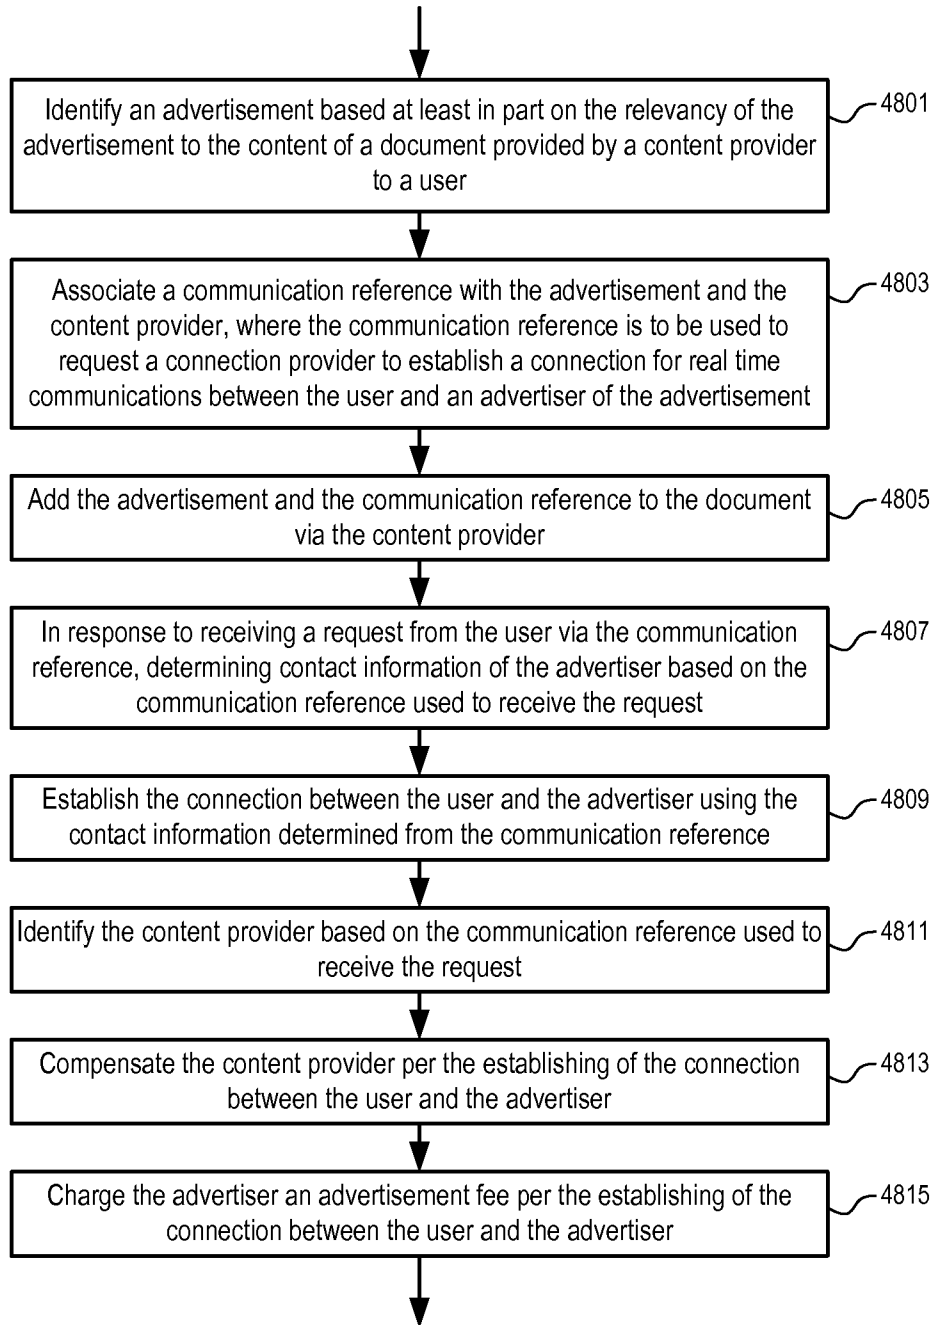 Identify an advertisement based at least in part on the relevancy of the
advertisement to the content of a document provided by a content provider
to a user
4801
Associate a communication reference with the advertisement and the
content provider, where the communication reference is to be used to
request a connection provider to establish a connection for real time
communications between the user and an advertiser of the advertisement
4803
Add the advertisement and the communication reference to the document
via the content provider
4805
In response to receiving a request from the user via the communication
reference, determining contact information of the advertiser based on the
communication reference used to receive the request
4807
Establish the connection between the user and the advertiser using the
contact information determined from the communication reference
4809
Identify the content provider based on the communication reference used to
receive the request
4811
Compensate the content provider per the establishing of the connection
between the user and the advertiser
4813
Charge the advertiser an advertisement fee per the establishing of the
connection between the user and the advertiser
4815